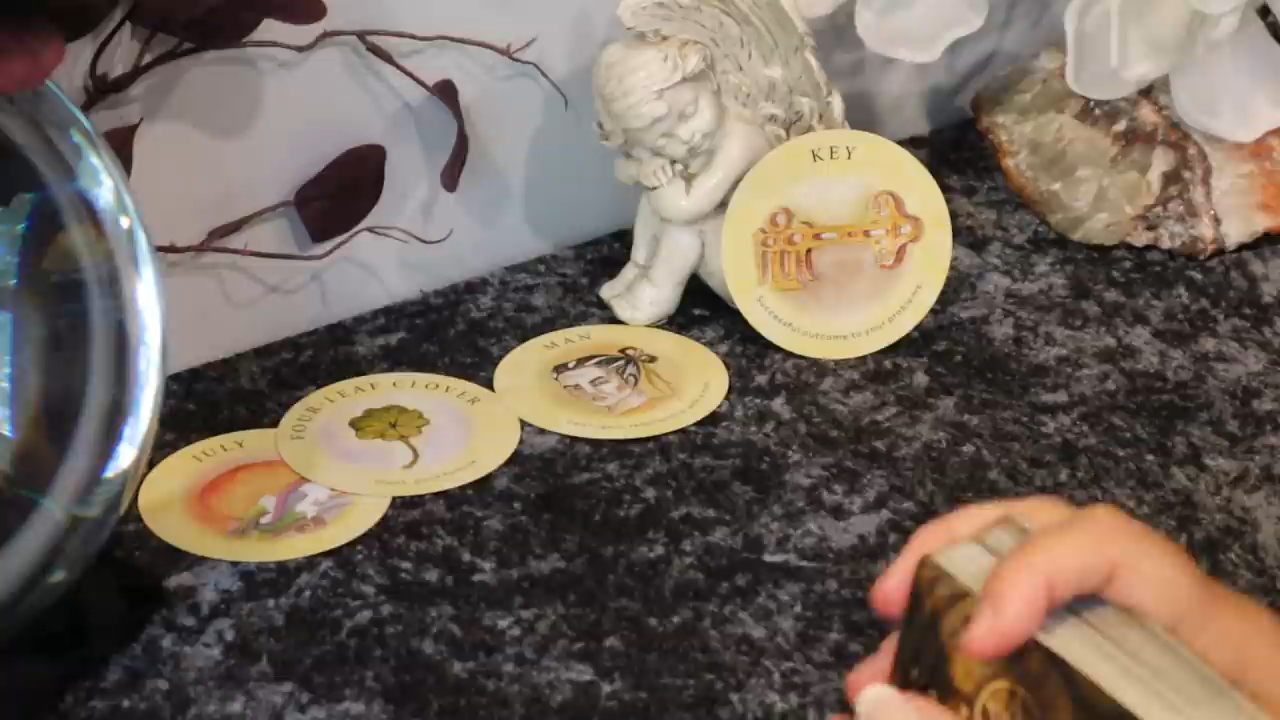 KEY
Successful outcome to your problems.
MAN
FOUR-LEAF CLOVER
JULY